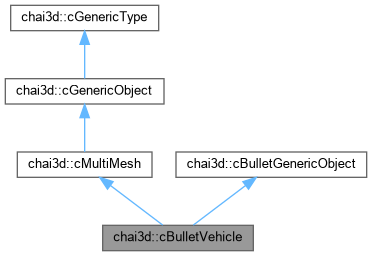 chai3d::cGenericType
chai3d::cGenericObject
chai3d::cMultiMesh
chai3d::cBulletGenericObject
chai3d::cBulletVehicle